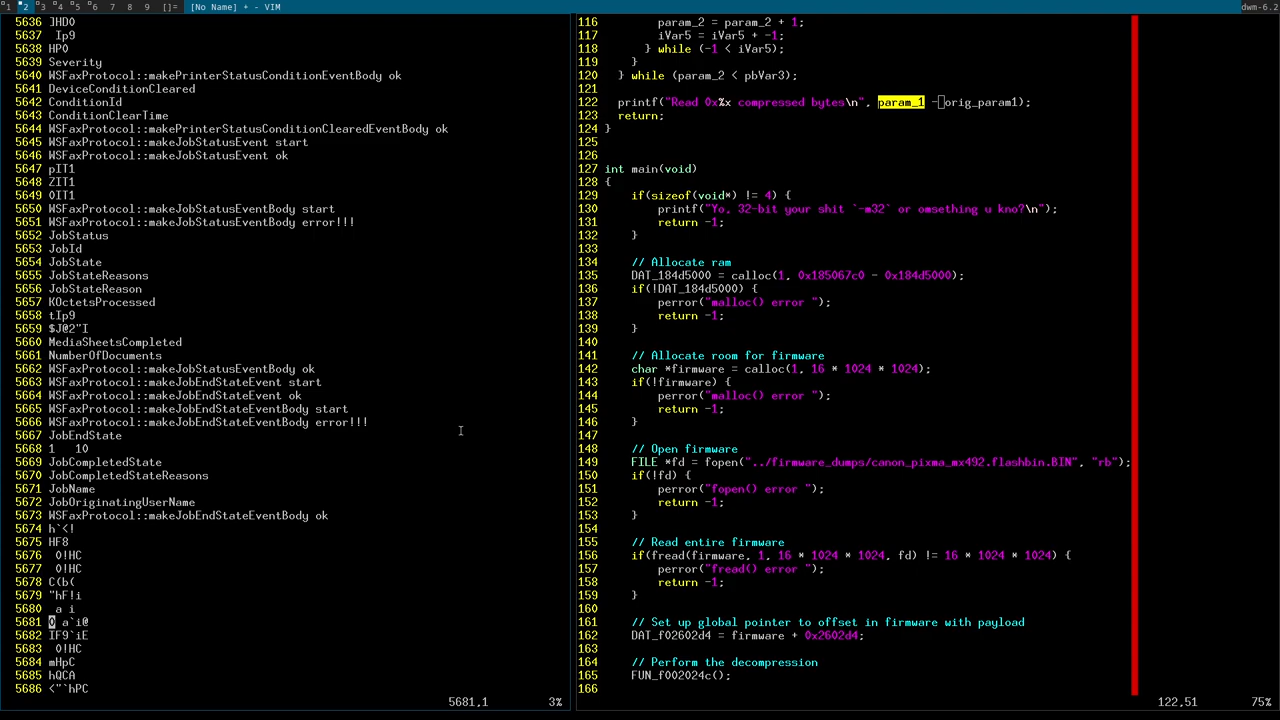 1 2 3 4 5 6 7 8 9 []= [No Name] + - VIM dwm-6.2
5636 ]HD0
5637  Ip9
5638 HP0
5639 Severity
5640 WSFaxProtocol::makePrinterStatusConditionEventBody ok
5641 DeviceConditionCleared
5642 ConditionId
5643 ConditionClearTime
5644 WSFaxProtocol::makePrinterStatusConditionClearedEventBody ok
5645 WSFaxProtocol::makeJobStatusEvent start
5646 WSFaxProtocol::makeJobStatusEvent ok
5647 pIT1
5648 ZIT1
5649 OIT1
5650 WSFaxProtocol::makeJobStatusEventBody start
5651 WSFaxProtocol::makeJobStatusEventBody error!!!
5652 JobStatus
5653 JobId
5654 JobState
5655 JobStateReasons
5656 JobStateReason
5657 KOctetsProcessed
5658 tIp9
5659 $J@2"I
5660 MediaSheetsCompleted
5661 NumberOfDocuments
5662 WSFaxProtocol::makeJobStatusEventBody ok
5663 WSFaxProtocol::makeJobEndStateEvent start
5664 WSFaxProtocol::makeJobEndStateEvent ok
5665 WSFaxProtocol::makeJobEndStateEventBody start
5666 WSFaxProtocol::makeJobEndStateEventBody error!!!
5667 JobEndState
5668 1   10
5669 JobCompletedState
5670 JobCompletedStateReasons
5671 JobName
5672 JobOriginatingUserName
5673 WSFaxProtocol::makeJobEndStateEventBody ok
5674 h`<!
5675 HF8
5676  0!HC
5677  0!HC
5678 C(b(
5679 "hF!i
5680  a i
5681 0 a`i@
5682 IF9`iE
5683  0!HC
5684 mHpC
5685 hQCA
5686 <"`hPC
5681,1 3%
116         param_2 = param_2 + 1;
117         iVar5 = iVar5 + -1;
118       } while (-1 < iVar5);
119     }
120   } while (param_2 < pbVar3);
121
122   printf("Read 0x%x compressed bytes\n", param_1 - orig_param1);
123   return;
124 }
125
126
127 int main(void)
128 {
129     if(sizeof(void*) != 4) {
130         printf("Yo, 32-bit your shit `-m32` or omsething u kno?\n");
131         return -1;
132     }
133
134     // Allocate ram
135     DAT_184d5000 = calloc(1, 0x185067c0 - 0x184d5000);
136     if(!DAT_184d5000) {
137         perror("malloc() error ");
138         return -1;
139     }
140
141     // Allocate room for firmware
142     char *firmware = calloc(1, 16 * 1024 * 1024);
143     if(!firmware) {
144         perror("malloc() error ");
145         return -1;
146     }
147
148     // Open firmware
149     FILE *fd = fopen("../firmware_dumps/canon_pixma_mx492.flashbin.BIN", "rb");
150     if(!fd) {
151         perror("fopen() error ");
152         return -1;
153     }
154
155     // Read entire firmware
156     if(fread(firmware, 1, 16 * 1024 * 1024, fd) != 16 * 1024 * 1024) {
157         perror("fread() error ");
158         return -1;
159     }
160
161     // Set up global pointer to offset in firmware with payload
162     DAT_f02602d4 = firmware + 0x2602d4;
163
164     // Perform the decompression
165     FUN_f002024c();
166
122,51 75%